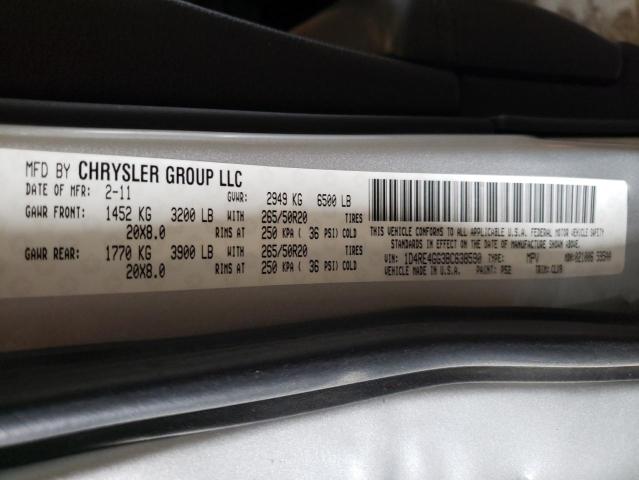 MFD BY CHRYSLER GROUP LLC
DATE OF MFR: 2-11 GVWR: 2949 KG 6500 LB
GAWR FRONT: 1452 KG 3200 LB WITH 265/50R20 TIRES
20X8.0 RIMS AT 250 KPA ( 36 PSI) COLD
GAWR REAR: 1770 KG 3900 LB WITH 265/50R20 TIRES
20X8.0 RIMS AT 250 KPA ( 36 PSI) COLD
THIS VEHICLE CONFORMS TO ALL APPLICABLE U.S.A. FEDERAL MOTOR VEHICLE SAFETY
STANDARDS IN EFFECT ON THE DATE OF MANUFACTURE SHOWN ABOVE.
VIN: 1D4RE4GG3BC638590 TYPE: MPV MDH:
VEHICLE MADE IN U.S.A. PAINT: PS2 TRIM: